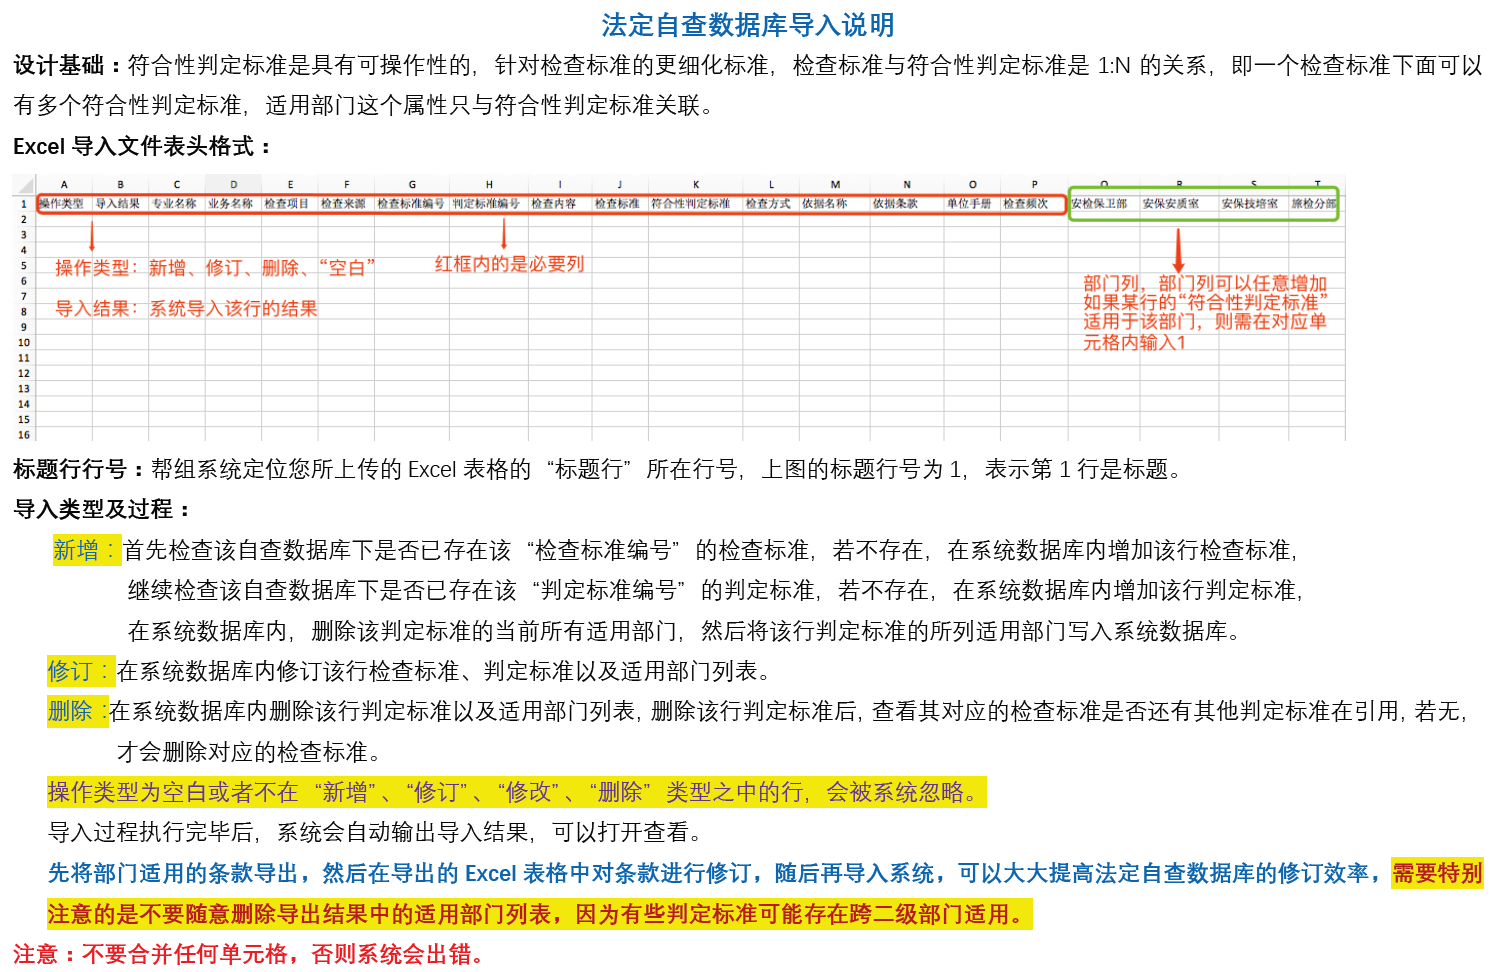 法定自查数据库导入说明
设计基础：符合性判定标准是具有可操作性的，针对检查标准的更细化标准，检查标准与符合性判定标准是 1:N 的关系，即一个检查标准下面可以
有多个符合性判定标准，适用部门这个属性只与符合性判定标准关联。
Excel 导入文件表头格式：
A B C D E F G H I J K L M N O P Q R S T
1 操作类型 导入结果 专业名称 业务名称 检查项目 检查来源 检查标准编号 判定标准编号 检查内容 检查标准 符合性判定标准 检查方式 依据名称 依据条款 单位手册 检查频次 安检保卫部 安保安质室 安保技培室 旅检分部
2
3
4
5
6
7
8
9
10
11
12
13
14
15
16
操作类型：新增、修订、删除、“空白”
导入结果：系统导入该行的结果
红框内的是必要列
部门列，部门列可以任意增加
如果某行的“符合性判定标准”
适用于该部门，则需在对应单
元格内输入1
标题行行号：帮组系统定位您所上传的 Excel 表格的“标题行”所在行号，上图的标题行号为 1，表示第 1 行是标题。
导入类型及过程：
新增：首先检查该自查数据库下是否已存在该“检查标准编号”的检查标准，若不存在，在系统数据库内增加该行检查标准，
继续检查该自查数据库下是否已存在该“判定标准编号”的判定标准，若不存在，在系统数据库内增加该行判定标准，
在系统数据库内，删除该判定标准的当前所有适用部门，然后将该行判定标准的所列适用部门写入系统数据库。
修订：在系统数据库内修订该行检查标准、判定标准以及适用部门列表。
删除：在系统数据库内删除该行判定标准以及适用部门列表，删除该行判定标准后，查看其对应的检查标准是否还有其他判定标准在引用，若无，
才会删除对应的检查标准。
操作类型为空白或者不在“新增”、“修订”、“修改”、“删除”类型之中的行，会被系统忽略。
导入过程执行完毕后，系统会自动输出导入结果，可以打开查看。
先将部门适用的条款导出，然后在导出的 Excel 表格中对条款进行修订，随后再导入系统，可以大大提高法定自查数据库的修订效率，需要特别
注意的是不要随意删除导出结果中的适用部门列表，因为有些判定标准可能存在跨二级部门适用。
注意：不要合并任何单元格，否则系统会出错。